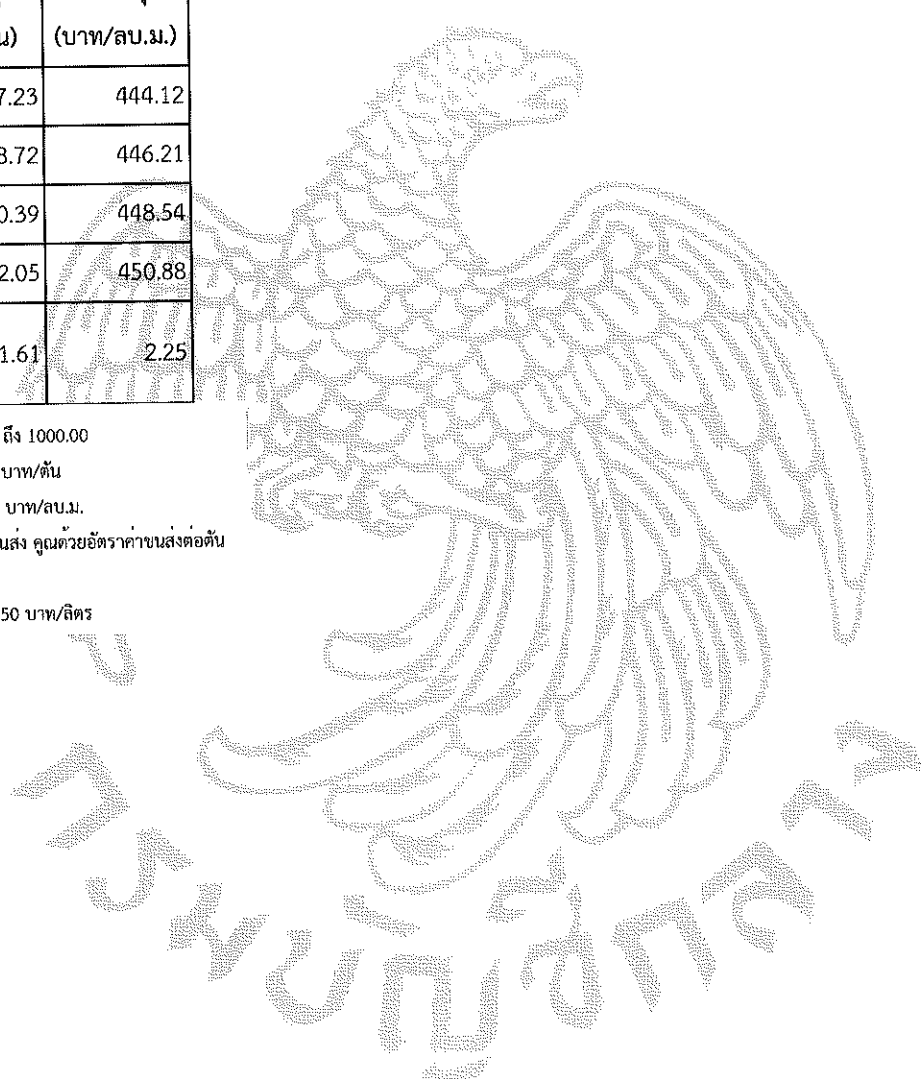 น) (บาท/ลบ.ม.)
7.23 444.12
8.72 446.21
0.39 448.54
2.05 450.88
1.61 2.25
ถึง 1000.00
บาท/ตัน
บาท/ลบ.ม.
นส่ง คูณด้วยอัตราค่าขนส่งต่อตัน
50 บาท/ลิตร